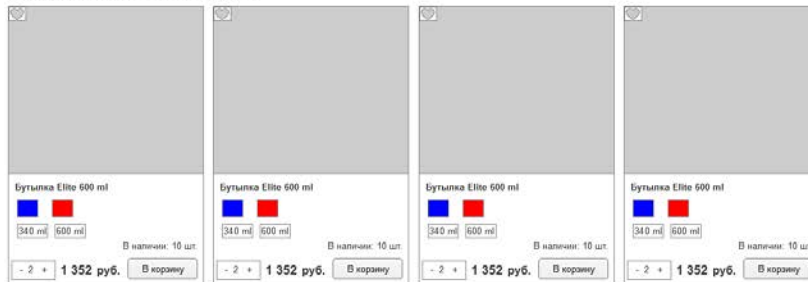 Бутылка Elite 600 ml
340 ml 600 ml
В наличии: 10 шт.
- 2 + 1 352 руб. В корзину
Бутылка Elite 600 ml
340 ml 600 ml
В наличии: 10 шт.
- 2 + 1 352 руб. В корзину
Бутылка Elite 600 ml
340 ml 600 ml
В наличии: 10 шт.
- 2 + 1 352 руб. В корзину
Бутылка Elite 600 ml
340 ml 600 ml
В наличии: 10 шт
- 2 + 1 352 руб. В корзину